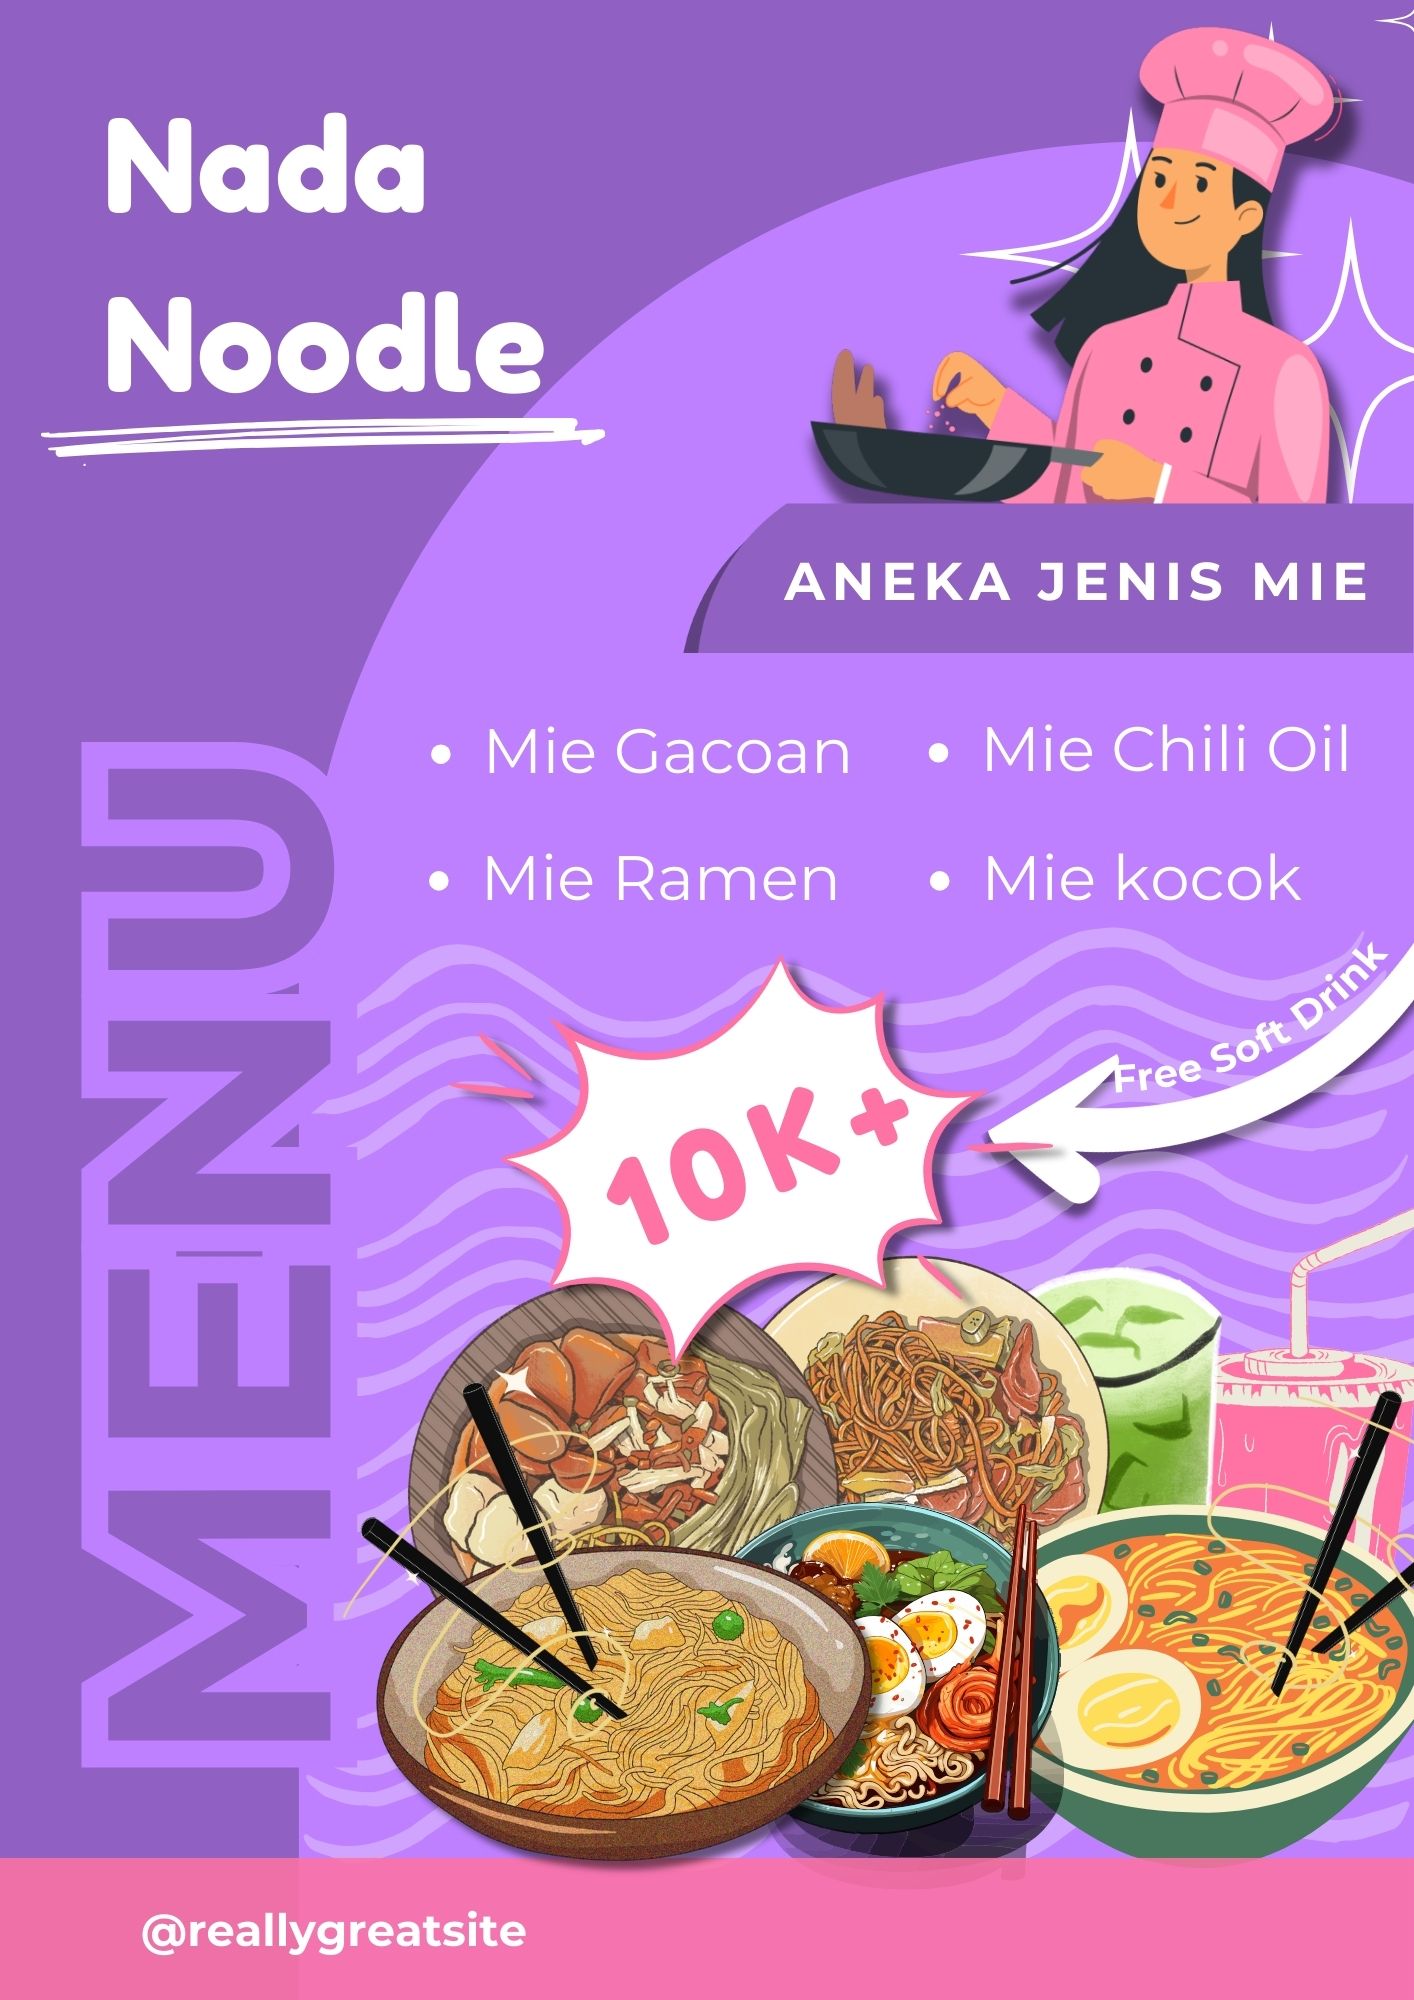 Nada
Noodle
ANEKA JENIS MIE
• Mie Gacoan
• Mie Chili Oil
• Mie Ramen
• Mie kocok
MENU
Free Soft Drink
10K+
@reallygreatsite